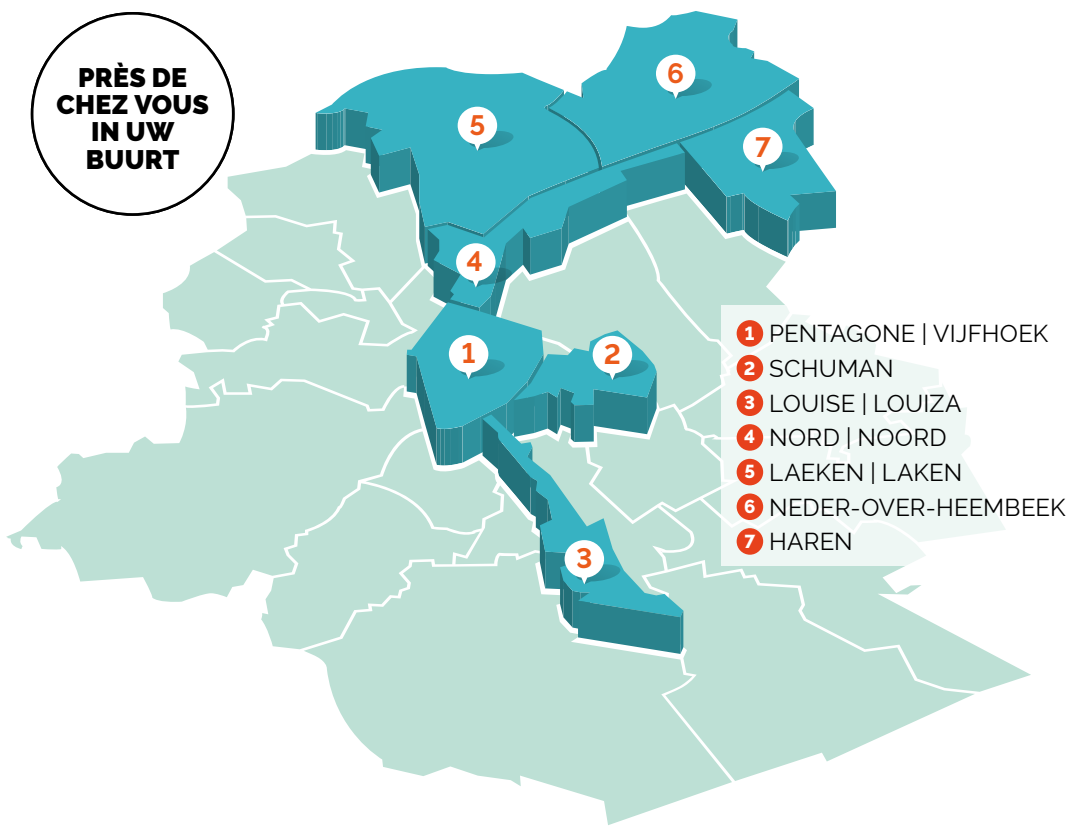 PRÈS DE
CHEZ VOUS
IN UW
BUURT
6
5
7
4
1
2
3
1 PENTAGONE | VIJFHOEK
2 SCHUMAN
3 LOUISE | LOUIZA
4 NORD | NOORD
5 LAEKEN | LAKEN
6 NEDER-OVER-HEEMBEEK
7 HAREN